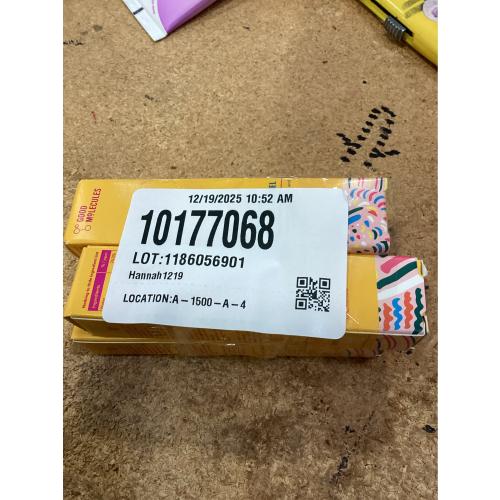 12/19/2025 10:52 AM
10177068
LOT:1186056901
Hannah1219
LOCATION:A - 1500 - A - 4
GOOD
MOLECULES